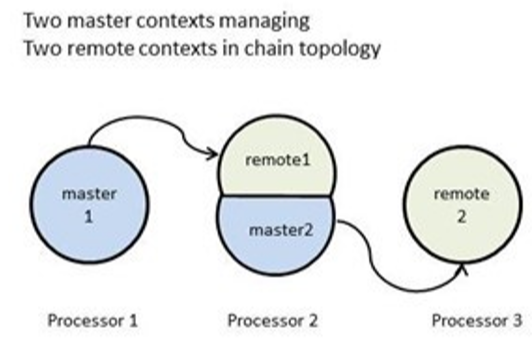 Two master contexts managing
Two remote contexts in chain topology
master
1
remote1
master2
remote
2
Processor 1
Processor 2
Processor 3